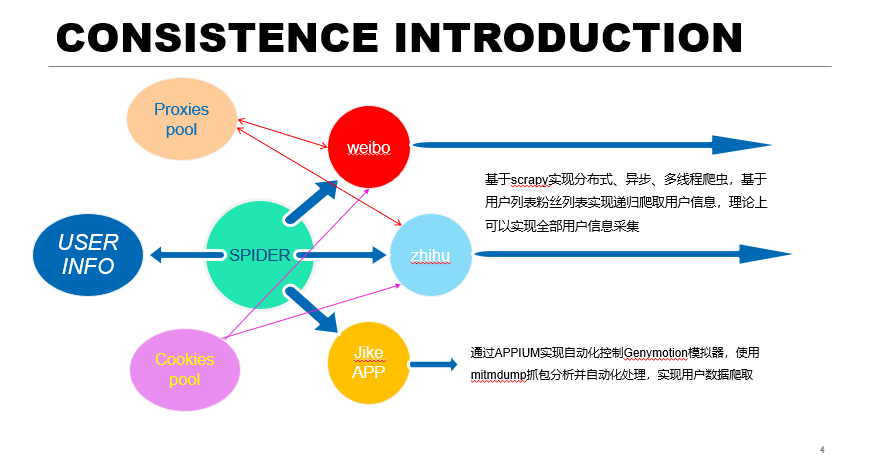 CONSISTENCE INTRODUCTION
Proxies
pool
weibo
基于scrapy实现分布式、异步、多线程爬虫，基于
用户列表粉丝列表实现递归爬取用户信息，理论上
可以实现全部用户信息采集
USER
INFO
SPIDER
zhihu
Cookies
pool
Jike
APP
通过APPIUM实现自动化控制Genymotion模拟器，使用
mitmdump抓包分析并自动化处理，实现用户数据爬取
4